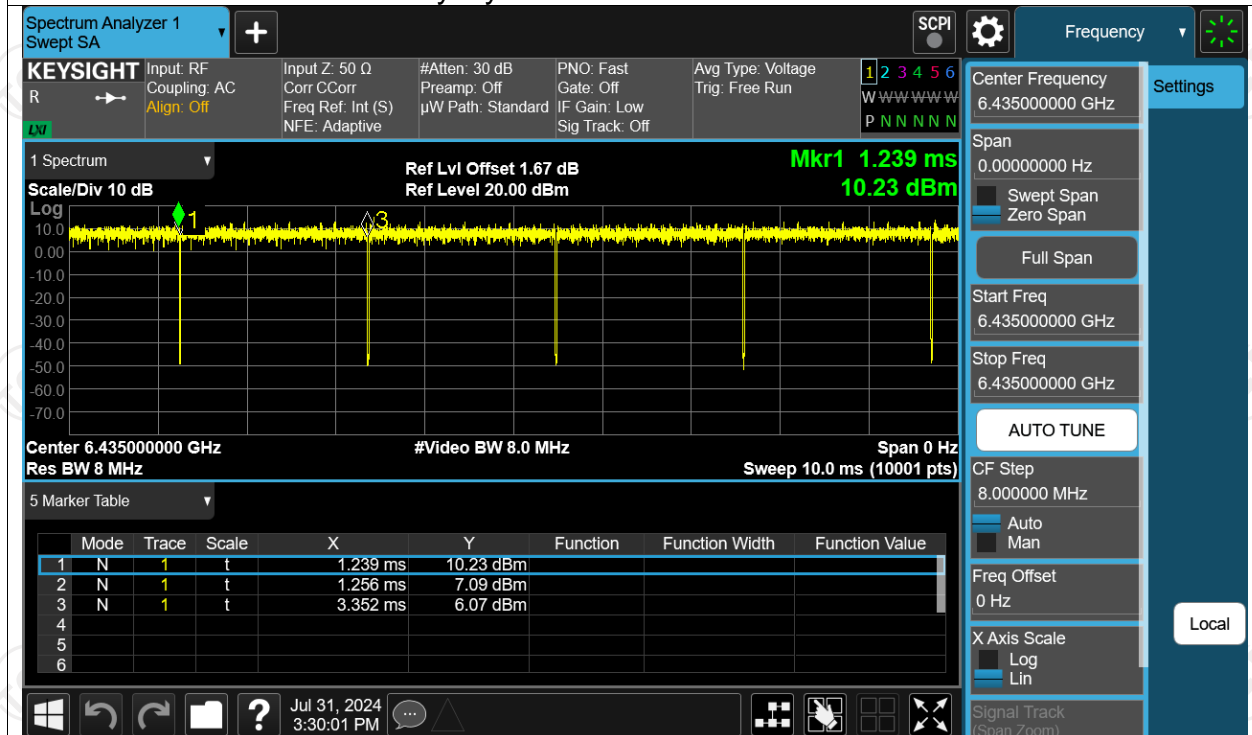 Spectrum Analyzer 1
Swept SA
+
SCPI
Frequency
KEYSIGHT
R
LXI
Input: RF
Coupling: AC
Align: Off
Input Z: 50 Ω
Corr CCorr
Freq Ref: Int (S)
NFE: Adaptive
#Atten: 30 dB
Preamp: Off
µW Path: Standard
PNO: Fast
Gate: Off
IF Gain: Low
Sig Track: Off
Avg Type: Voltage
Trig: Free Run
1 2 3 4 5 6
W W W W W W
P N N N N N
1 Spectrum
Ref Lvl Offset 1.67 dB
Mkr1 1.239 ms
Scale/Div 10 dB
Ref Level 20.00 dBm
10.23 dBm
Log
1
3
10.0
0.00
-10.0
-20.0
-30.0
-40.0
-50.0
-60.0
-70.0
Center 6.435000000 GHz
#Video BW 8.0 MHz
Span 0 Hz
Res BW 8 MHz
Sweep 10.0 ms (10001 pts)
5 Marker Table
Mode Trace Scale X Y Function Function Width Function Value
1 N 1 t 1.239 ms 10.23 dBm
2 N 1 t 1.256 ms 7.09 dBm
3 N 1 t 3.352 ms 6.07 dBm
4
5
6
Jul 31, 2024
3:30:01 PM
?
Center Frequency
6.435000000 GHz
Span
0.00000000 Hz
Swept Span
Zero Span
Full Span
Start Freq
6.435000000 GHz
Stop Freq
6.435000000 GHz
AUTO TUNE
CF Step
8.000000 MHz
Auto
Man
Freq Offset
0 Hz
X Axis Scale
Log
Lin
Signal Track
(Span Zoom)
Settings
Local